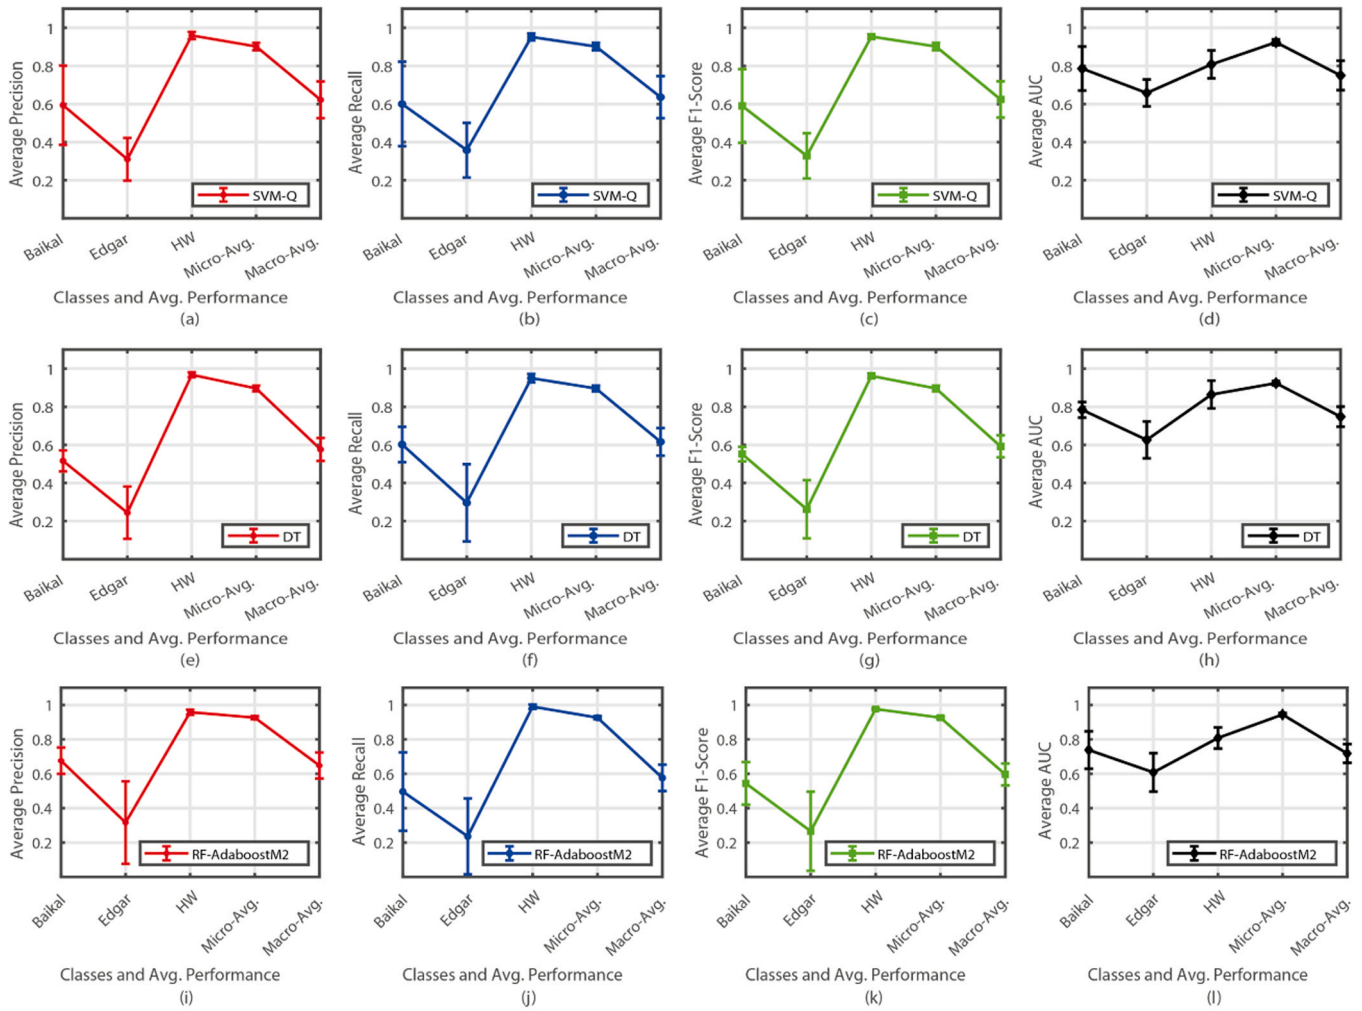 Average Precision
1
0.8
0.6
0.4
0.2
SVM-Q
Baikal
Edgar
HW
Micro-Avg.
Macro-Avg.
Classes and Avg. Performance
(a)
Average Recall
1
0.8
0.6
0.4
0.2
SVM-Q
Baikal
Edgar
HW
Micro-Avg.
Macro-Avg.
Classes and Avg. Performance
(b)
Average F1-Score
1
0.8
0.6
0.4
0.2
SVM-Q
Baikal
Edgar
HW
Micro-Avg.
Macro-Avg.
Classes and Avg. Performance
(c)
Average AUC
1
0.8
0.6
0.4
0.2
SVM-Q
Baikal
Edgar
HW
Micro-Avg.
Macro-Avg.
Classes and Avg. Performance
(d)
Average Precision
1
0.8
0.6
0.4
0.2
DT
Baikal
Edgar
HW
Micro-Avg.
Macro-Avg.
Classes and Avg. Performance
(e)
Average Recall
1
0.8
0.6
0.4
0.2
DT
Baikal
Edgar
HW
Micro-Avg.
Macro-Avg.
Classes and Avg. Performance
(f)
Average F1-Score
1
0.8
0.6
0.4
0.2
DT
Baikal
Edgar
HW
Micro-Avg.
Macro-Avg.
Classes and Avg. Performance
(g)
Average AUC
1
0.8
0.6
0.4
0.2
DT
Baikal
Edgar
HW
Micro-Avg.
Macro-Avg.
Classes and Avg. Performance
(h)
Average Precision
1
0.8
0.6
0.4
0.2
RF-AdaboostM2
Baikal
Edgar
HW
Micro-Avg.
Macro-Avg.
Classes and Avg. Performance
(i)
Average Recall
1
0.8
0.6
0.4
0.2
RF-AdaboostM2
Baikal
Edgar
HW
Micro-Avg.
Macro-Avg.
Classes and Avg. Performance
(j)
Average F1-Score
1
0.8
0.6
0.4
0.2
RF-AdaboostM2
Baikal
Edgar
HW
Micro-Avg.
Macro-Avg.
Classes and Avg. Performance
(k)
Average AUC
1
0.8
0.6
0.4
0.2
RF-AdaboostM2
Baikal
Edgar
HW
Micro-Avg.
Macro-Avg.
Classes and Avg. Performance
(l)